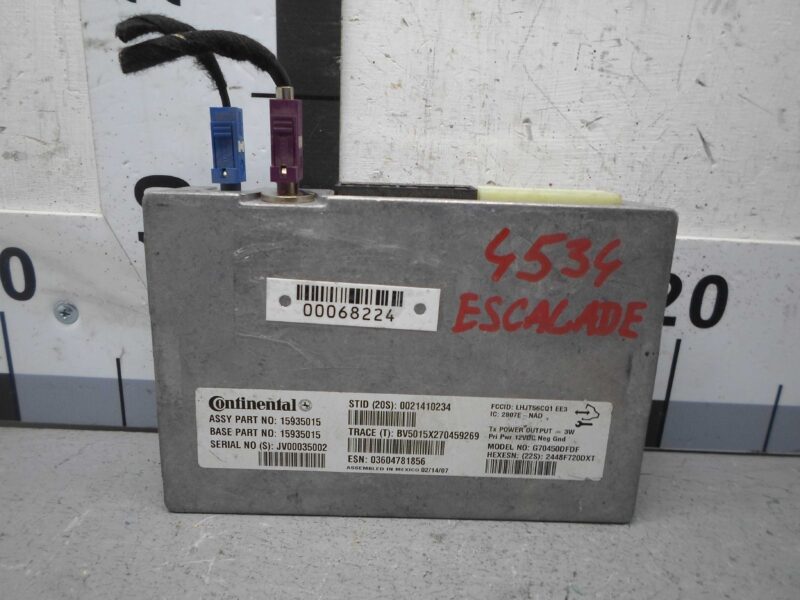 4534
ESCALADE
00068224
Continental
ASSY PART NO: 15935015
BASE PART NO: 15935015
SERIAL NO (S): JV00035002
STID (20S): 0021410234
TRACE (T): BV5015X270459269
ESN: 03604781856
ASSEMBLED IN MEXICO 02/14/07
FCCID: LHJT56CQ1 EE3
IC: 2807E-NAD
Tx POWER OUTPUT = 3W
Pri Pwr 12VDC Neg Gnd
MODEL NO: G70450DFDF
HEXESN: (22S): 2448F720DXT
20